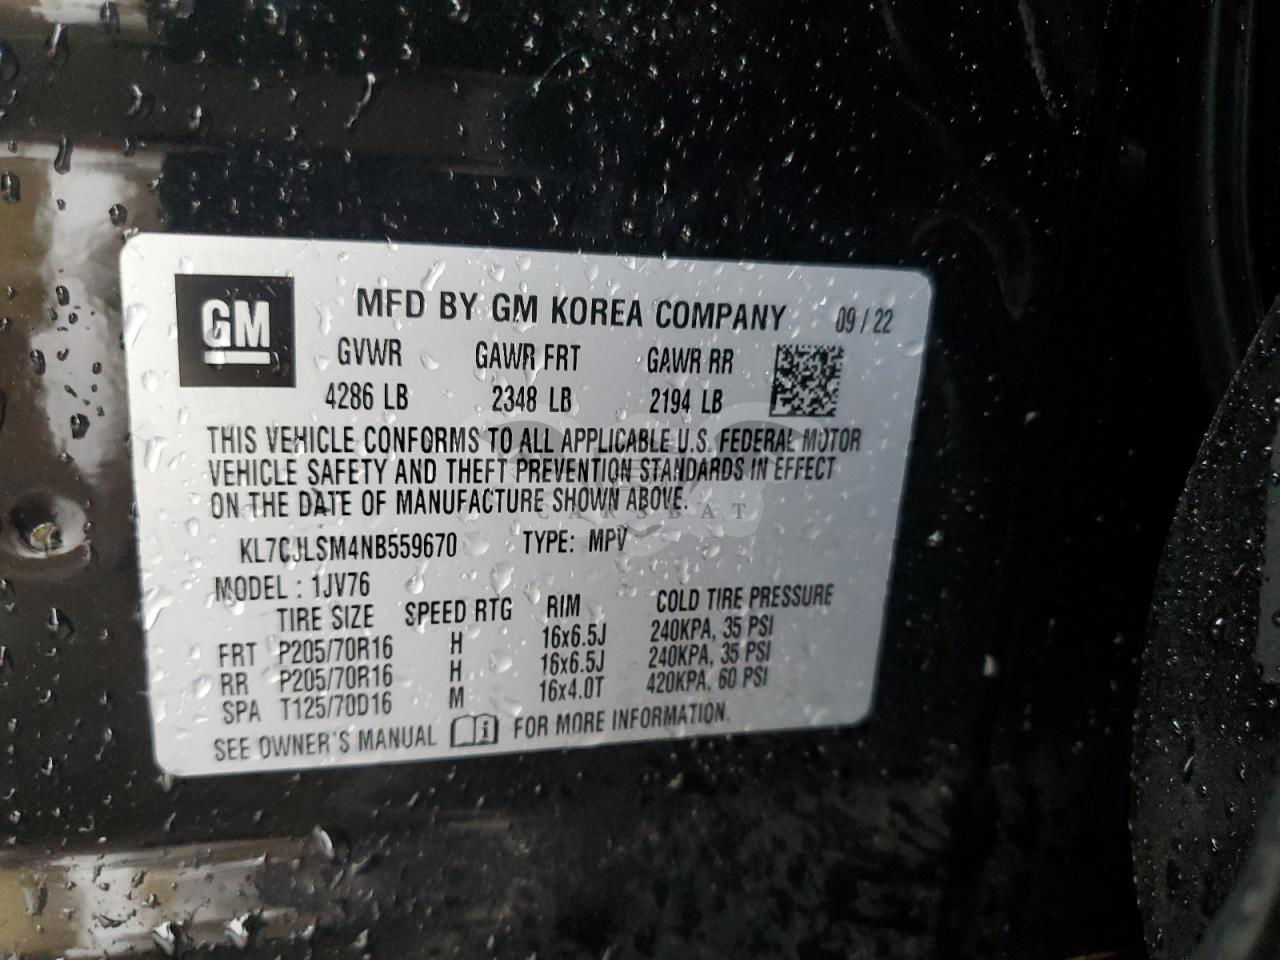 GM
MFD BY GM KOREA COMPANY 09/22
GVWR GAWR FRT GAWR RR
4286 LB 2348 LB 2194 LB
THIS VEHICLE CONFORMS TO ALL APPLICABLE U.S. FEDERAL MOTOR
VEHICLE SAFETY AND THEFT PREVENTION STANDARDS IN EFFECT
ON THE DATE OF MANUFACTURE SHOWN ABOVE.
CARSBAT
KL7CJLSM4NB559670 TYPE: MPV
MODEL : 1JV76
TIRE SIZE SPEED RTG RIM COLD TIRE PRESSURE
FRT P205/70R16 H 16x6.5J 240KPA, 35 PSI
RR P205/70R16 H 16x6.5J 240KPA, 35 PSI
SPA T125/70D16 M 16x4.0T 420KPA, 60 PSI
SEE OWNER'S MANUAL FOR MORE INFORMATION.